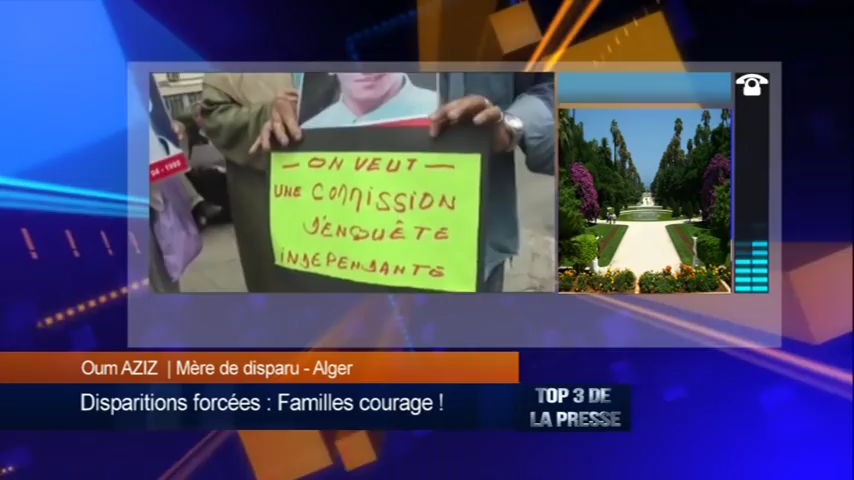 - ON VEUT -
UNE COMMISSION
D'ENQUÊTE
INDEPENDANTE
Oum AZIZ | Mère de disparu - Alger
Disparitions forcées : Familles courage !
TOP 3 DE
LA PRESSE